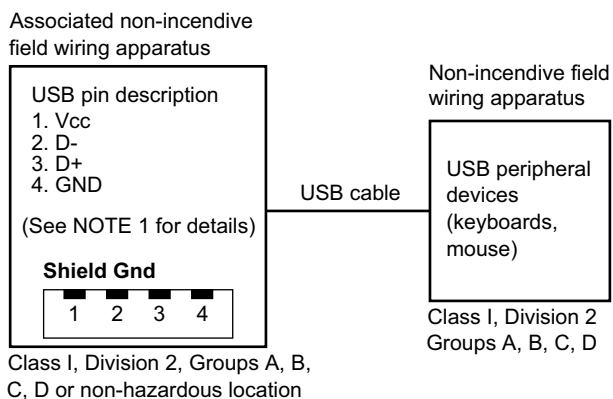 Associated non-incendive
field wiring apparatus
USB pin description
1. Vcc
2. D-
3. D+
4. GND
(See NOTE 1 for details)
Shield Gnd
1 2 3 4
Class I, Division 2, Groups A, B,
C, D or non-hazardous location
USB cable
Non-incendive field
wiring apparatus
USB peripheral
devices
(keyboards,
mouse)
Class I, Division 2
Groups A, B, C, D